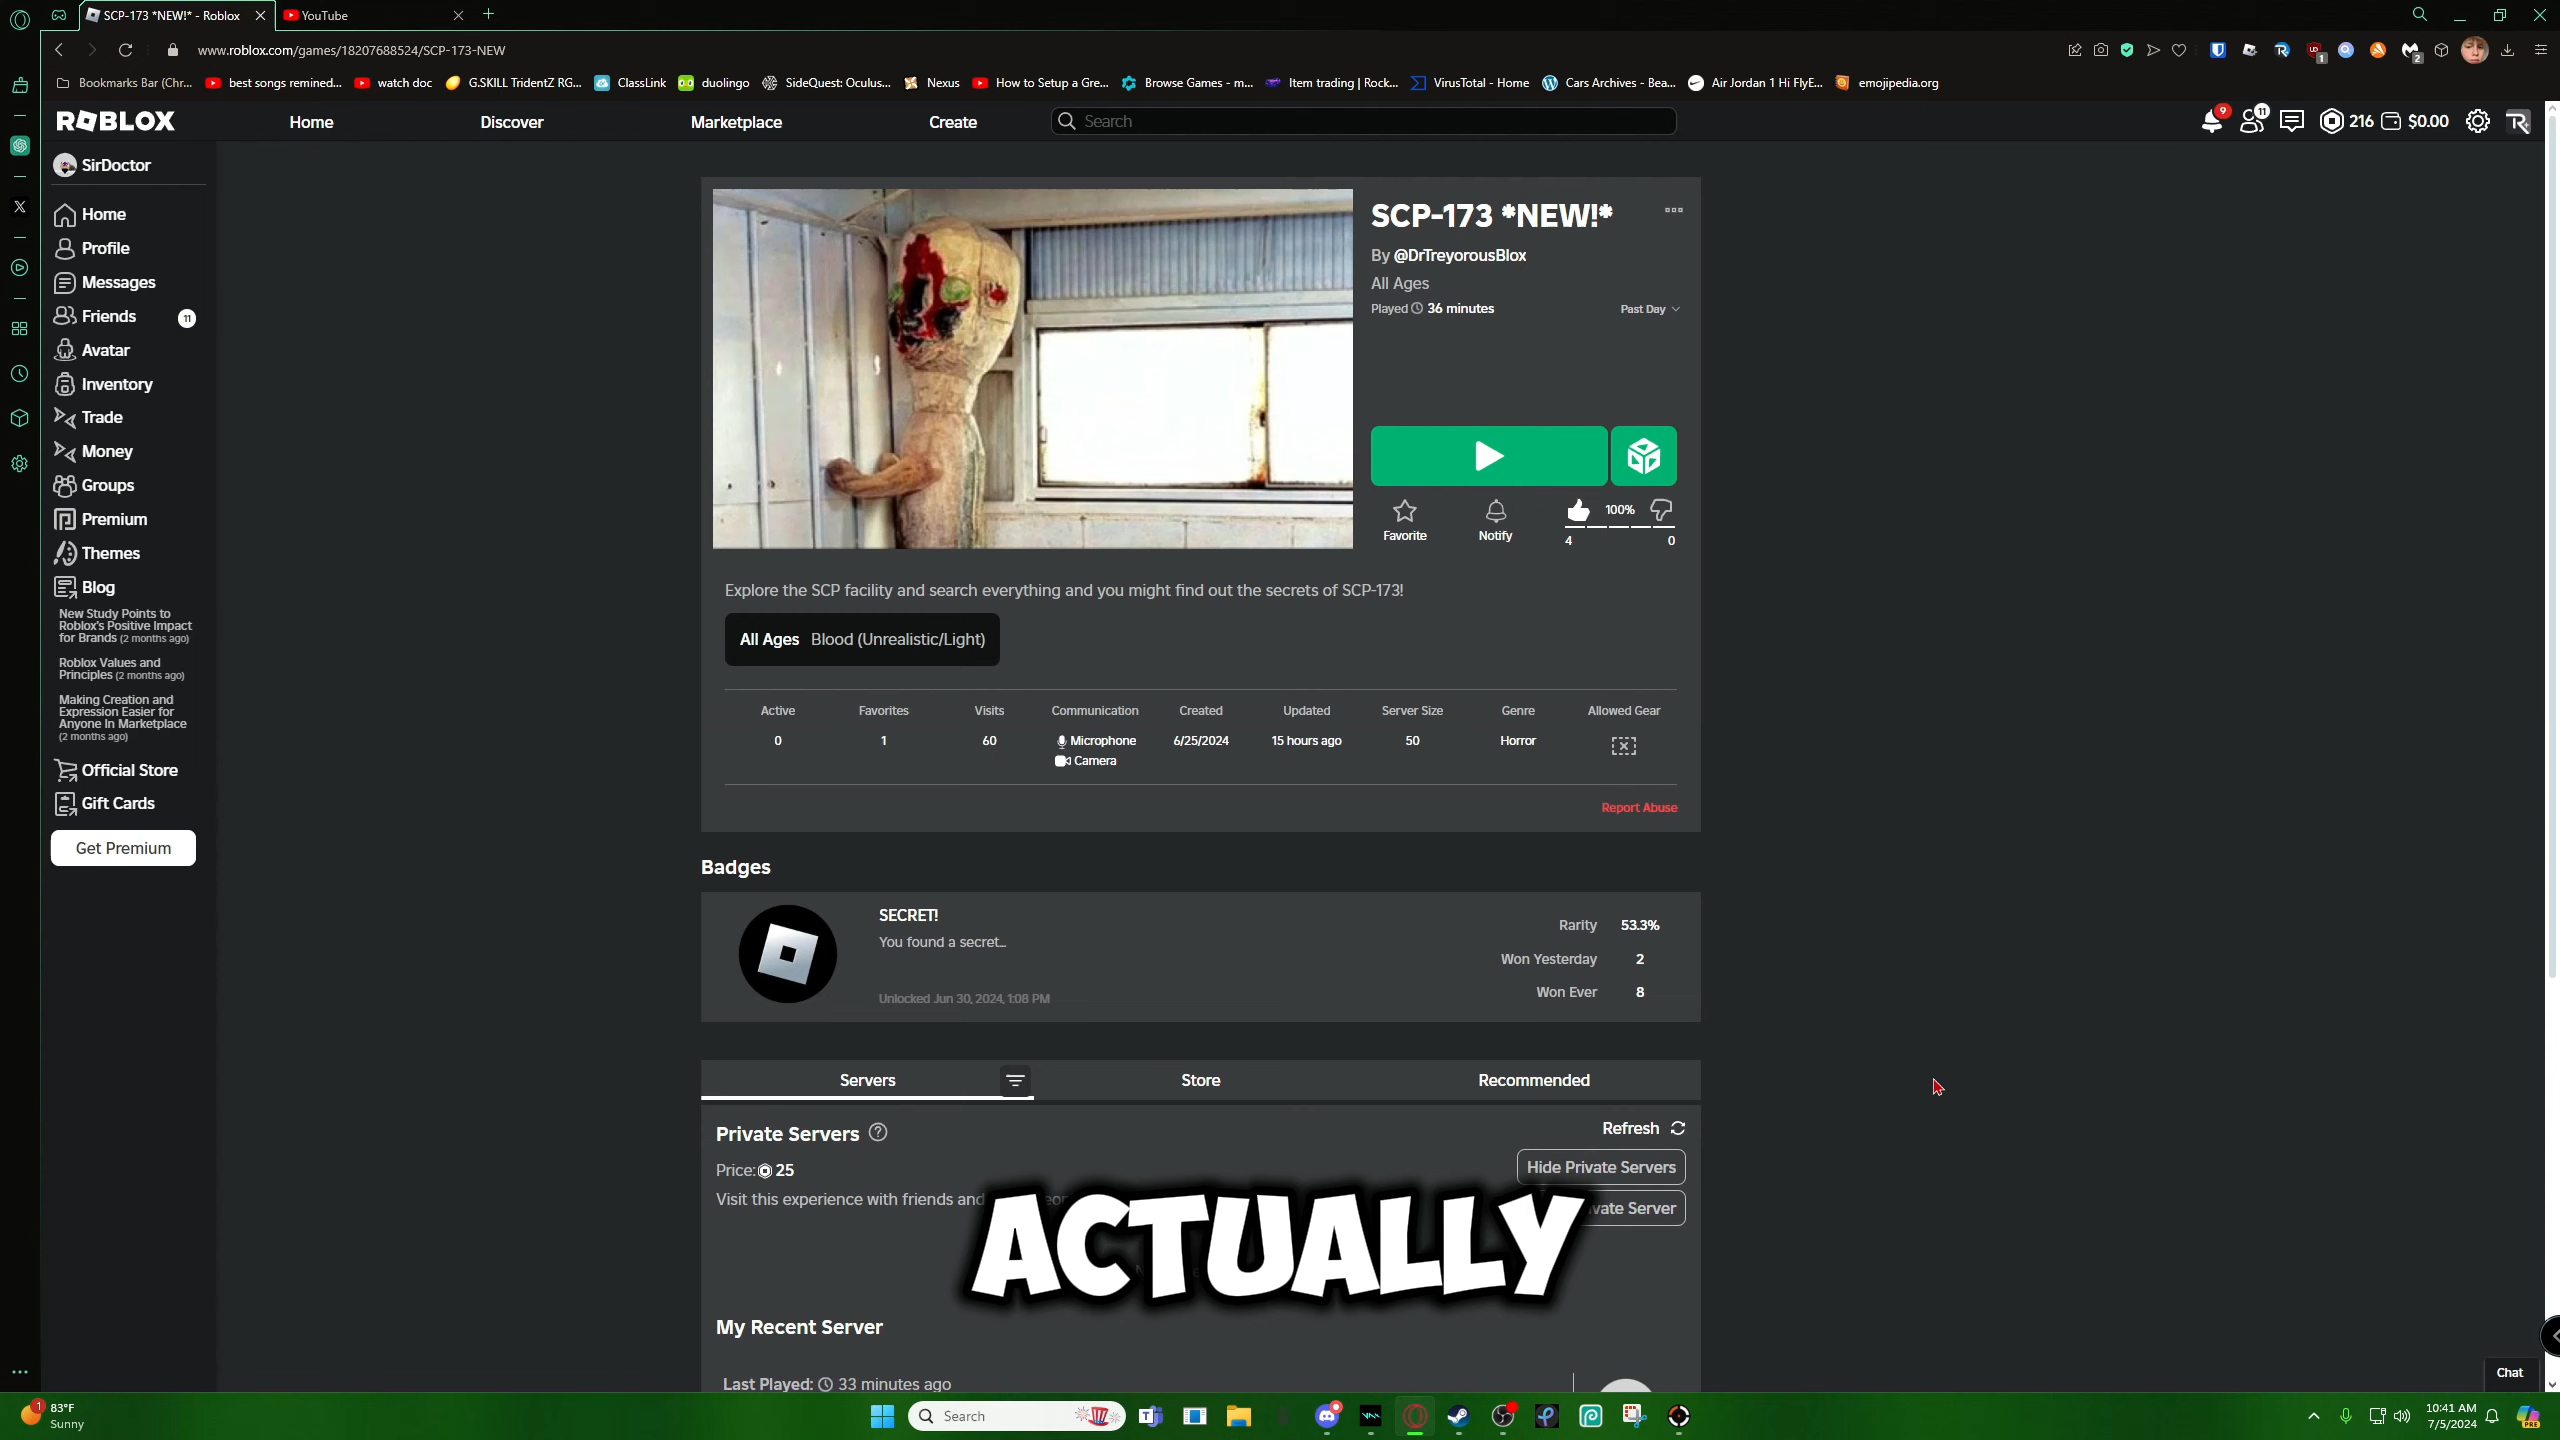 SCP-173 *NEW!* - Roblox
YouTube
www.roblox.com/games/18207688524/SCP-173-NEW
1
2
Bookmarks Bar (Chr...
best songs remined...
watch doc
G.SKILL TridentZ RG...
ClassLink
duolingo
SideQuest: Oculus...
Nexus
How to Setup a Gre...
Browse Games - m...
Item trading | Rock...
VirusTotal - Home
Cars Archives - Bea...
Air Jordan 1 Hi FlyE...
emojipedia.org
ROBLOX
Home
Discover
Marketplace
Create
Search
9
11
216
$0.00
SirDoctor
Home
Profile
Messages
Friends
11
Avatar
Inventory
Trade
Money
Groups
Premium
Themes
Blog
New Study Points to
Roblox's Positive Impact
for Brands (2 months ago)
Roblox Values and
Principles (2 months ago)
Making Creation and
Expression Easier for
Anyone In Marketplace
(2 months ago)
Official Store
Gift Cards
Get Premium
SCP-173 *NEW!*
By @DrTreyorousBlox
All Ages
Played 36 minutes
Past Day
Favorite
Notify
100%
4
0
Explore the SCP facility and search everything and you might find out the secrets of SCP-173!
All Ages Blood (Unrealistic/Light)
Active
Favorites
Visits
Communication
Created
Updated
Server Size
Genre
Allowed Gear
0
1
60
Microphone
Camera
6/25/2024
15 hours ago
50
Horror
Report Abuse
Badges
SECRET!
You found a secret...
Unlocked Jun 30, 2024, 1:08 PM
Rarity 53.3%
Won Yesterday 2
Won Ever 8
Servers
Store
Recommended
Private Servers
Refresh
Price: 25
Hide Private Servers
Visit this experience with friends and
Server
ACTUALLY
My Recent Server
Last Played: 33 minutes ago
Chat
1
83°F
Sunny
Search
10:41 AM
7/5/2024
PRE